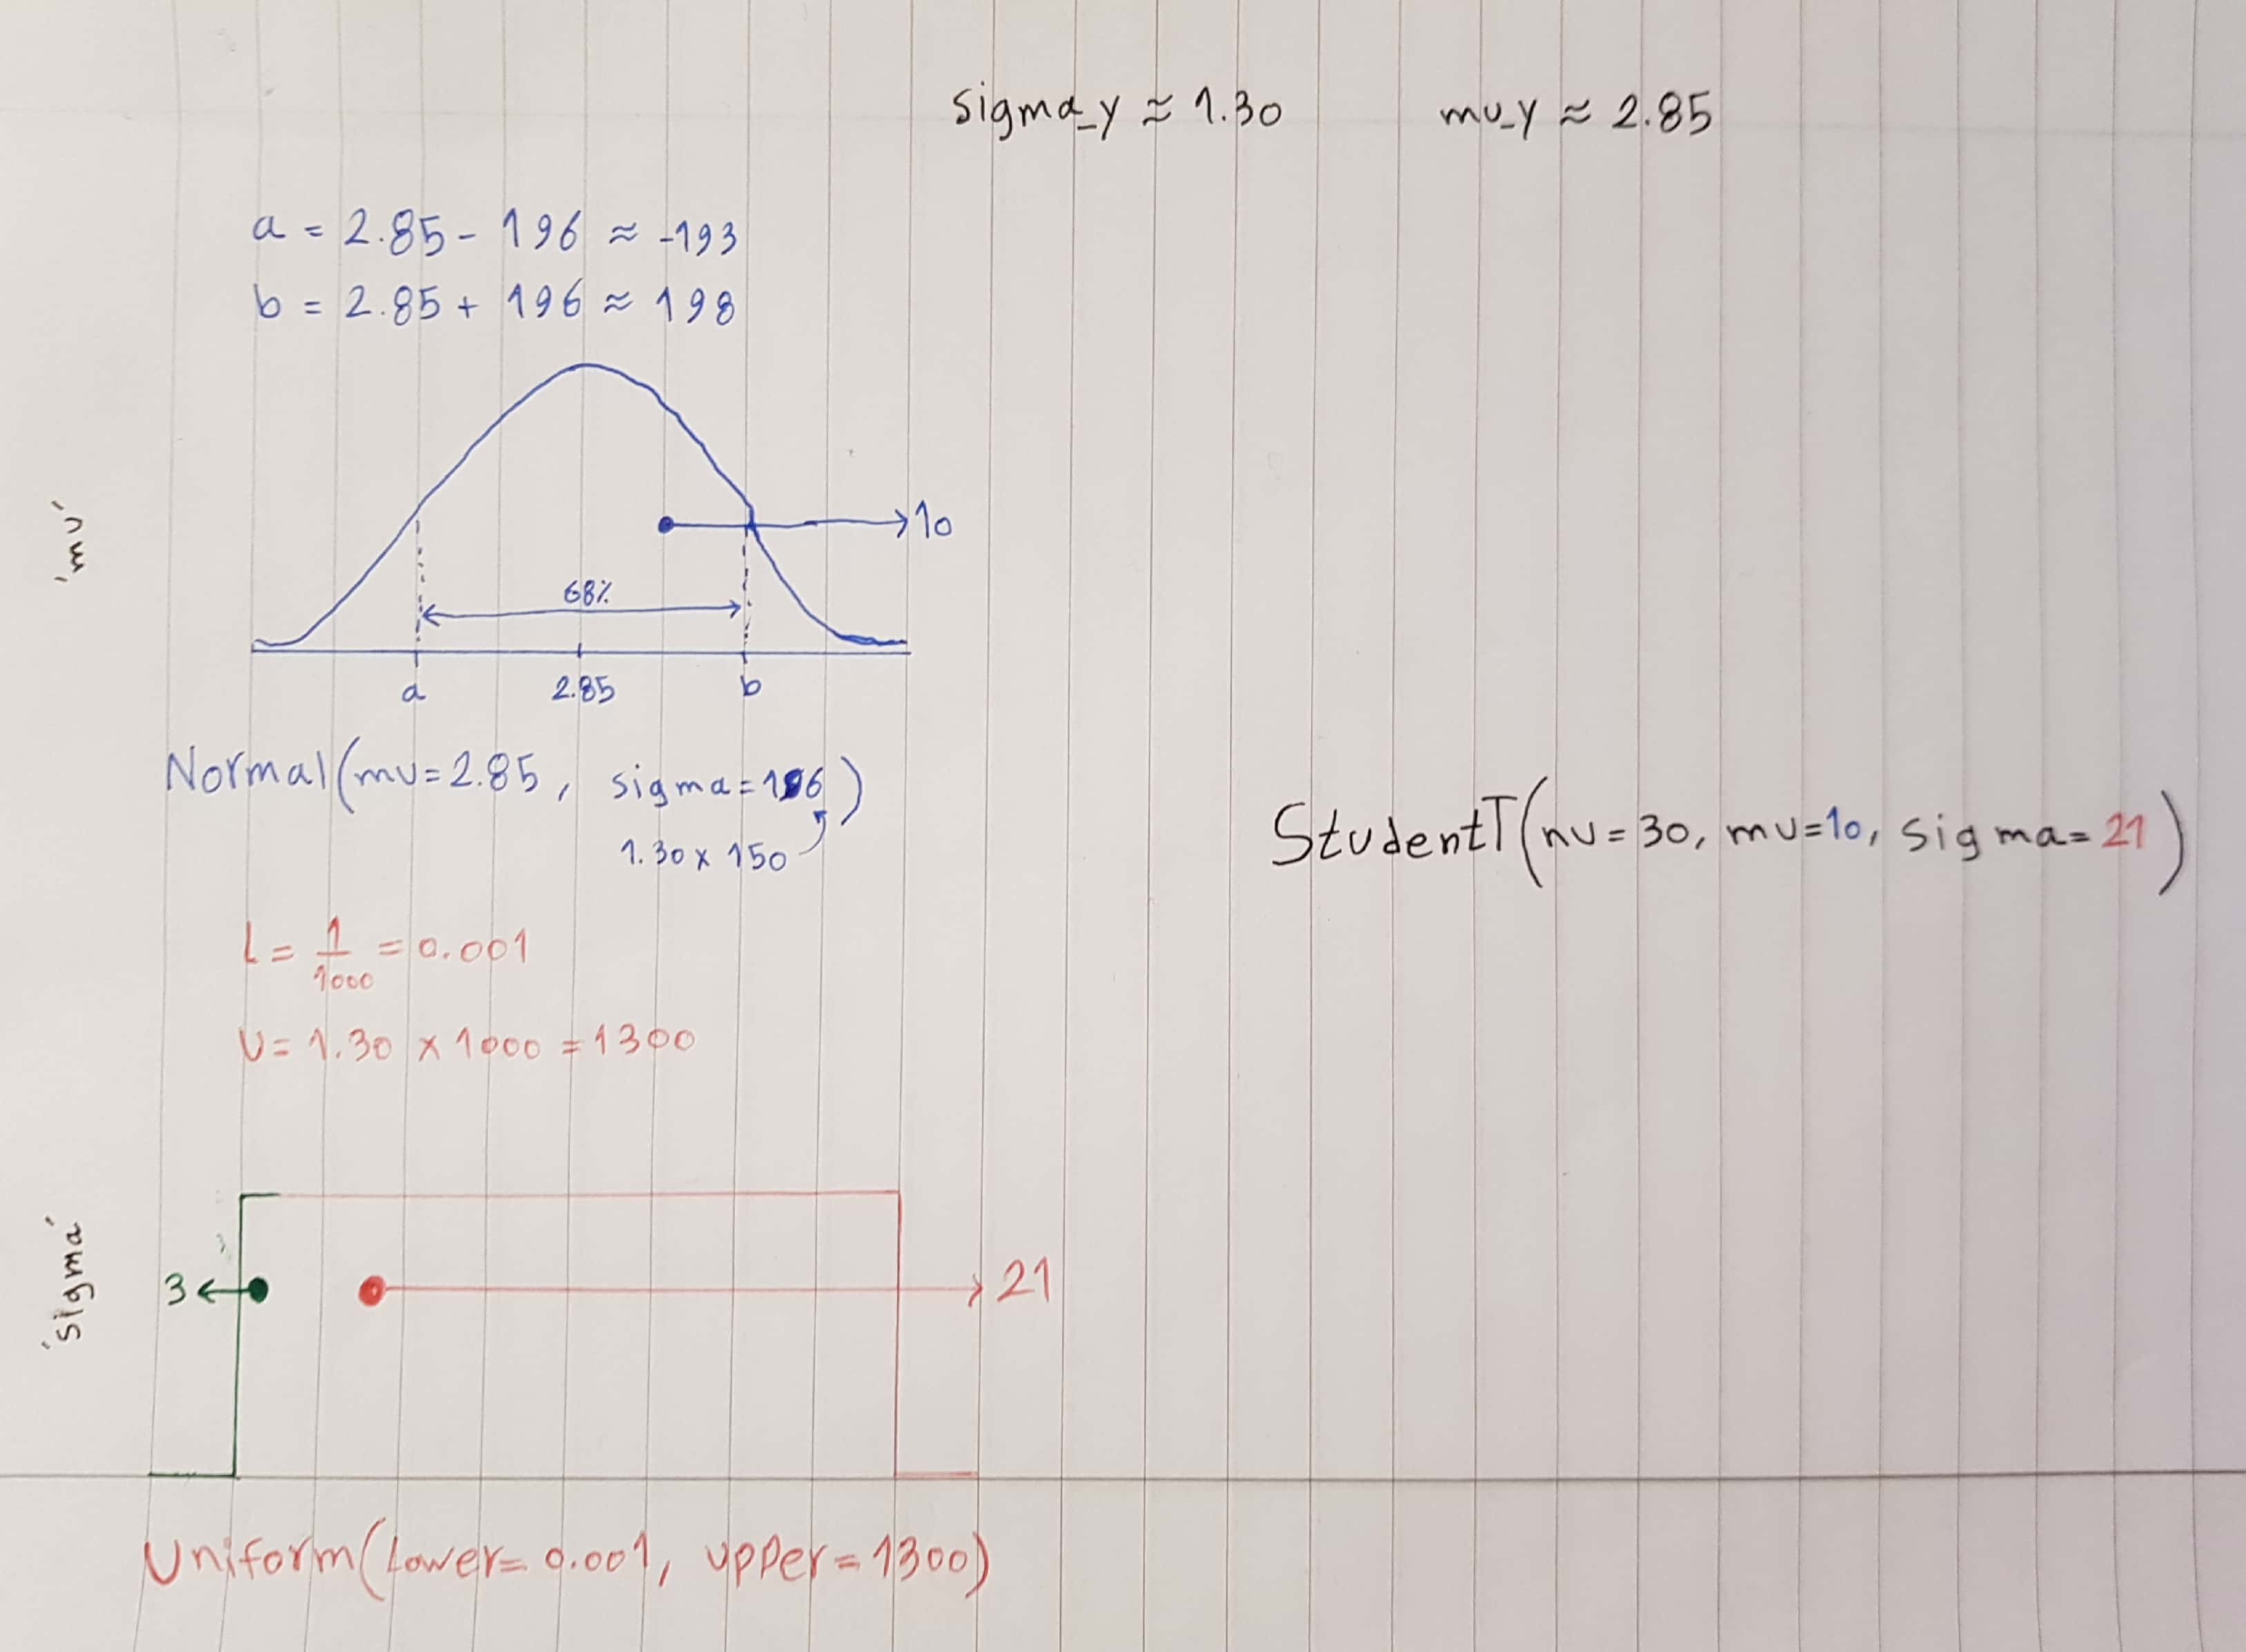 sigma_y ≈ 1.30 mu_y ≈ 2.85
a = 2.85 - 196 ≈ -193
b = 2.85 + 196 ≈ 198
'mu'
10
68%
a 2.85 b
Normal(mu=2.85, sigma=196)
1.30 x 150
StudentT(nu=30, mu=10, sigma=21)
l = 1/1000 = 0.001
U = 1.30 x 1000 = 1300
'sigma'
3 21
Uniform(lower=0.001, upper=1300)